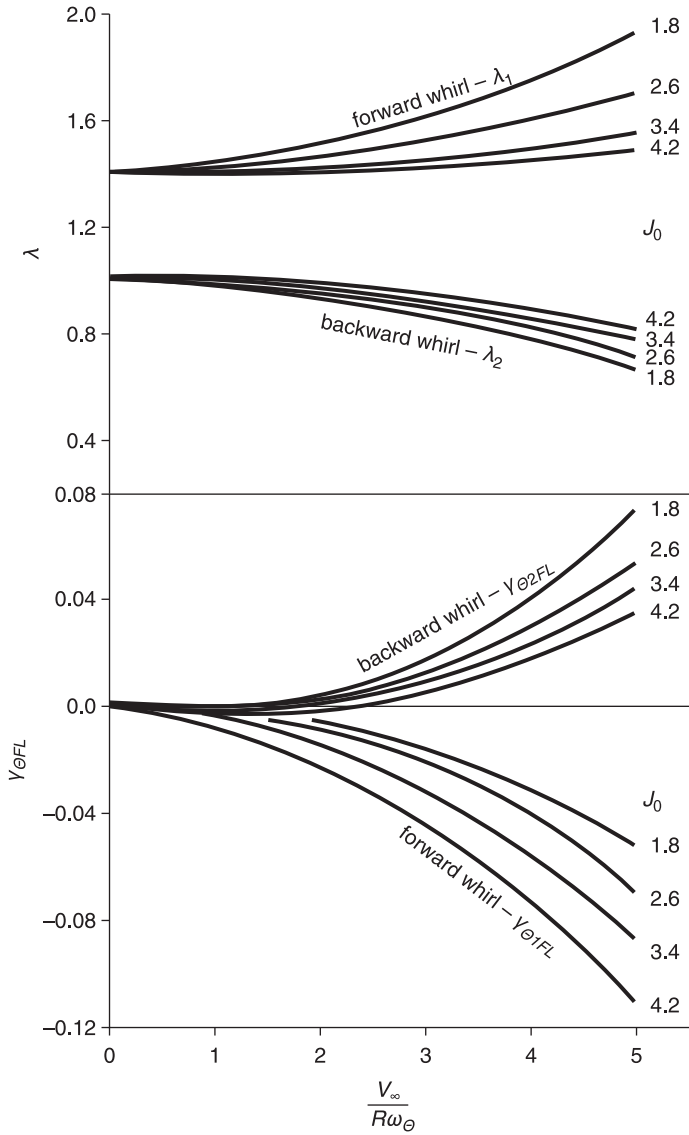 2.0
1.8
forward whirl – λ1
2.6
1.6
3.4
4.2
1.2
J0
λ
4.2
0.8
3.4
backward whirl – λ2
2.6
1.8
0.4
0.08
1.8
2.6
backward whirl – γΘ2FL
0.04
3.4
4.2
0.0
γΘFL
J0
–0.04
1.8
forward whirl – γΘ1FL
2.6
–0.08
3.4
4.2
–0.12
0 1 2 3 4 5
V∞
RωΘ